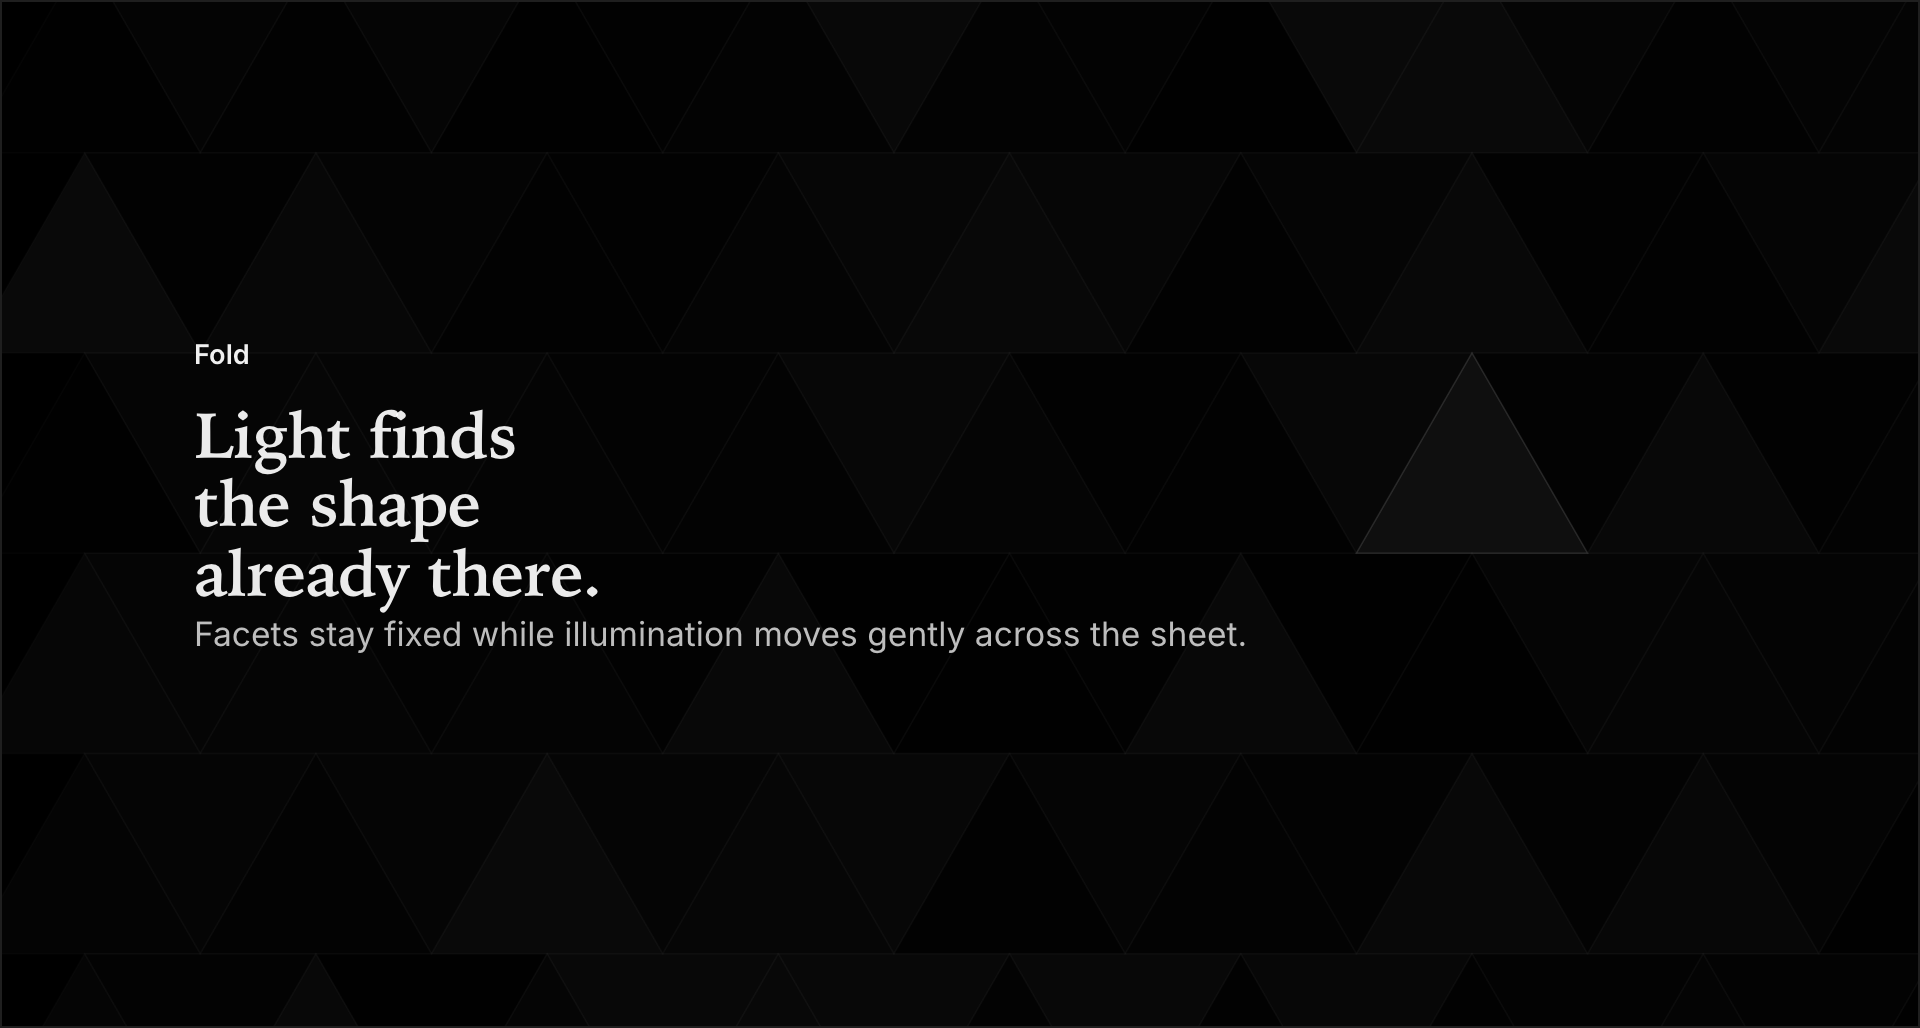 Fold
Light finds
the shape
already there.
Facets stay fixed while illumination moves gently across the sheet.